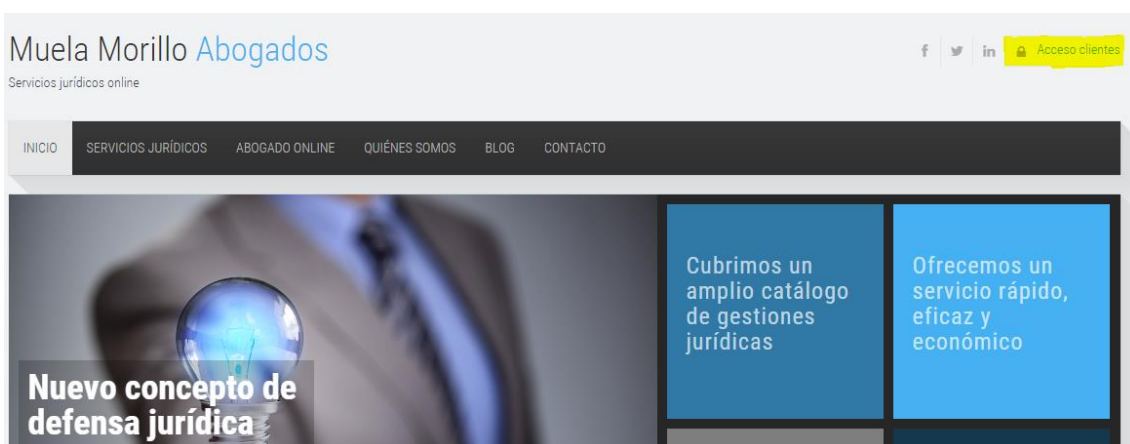 Muela Morillo Abogados
Servicios jurídicos online
f in Acceso clientes
INICIO SERVICIOS JURÍDICOS ABOGADO ONLINE QUIÉNES SOMOS BLOG CONTACTO
Nuevo concepto de
defensa jurídica
Cubrimos un
amplio catálogo
de gestiones
jurídicas
Ofrecemos un
servicio rápido,
eficaz y
económico